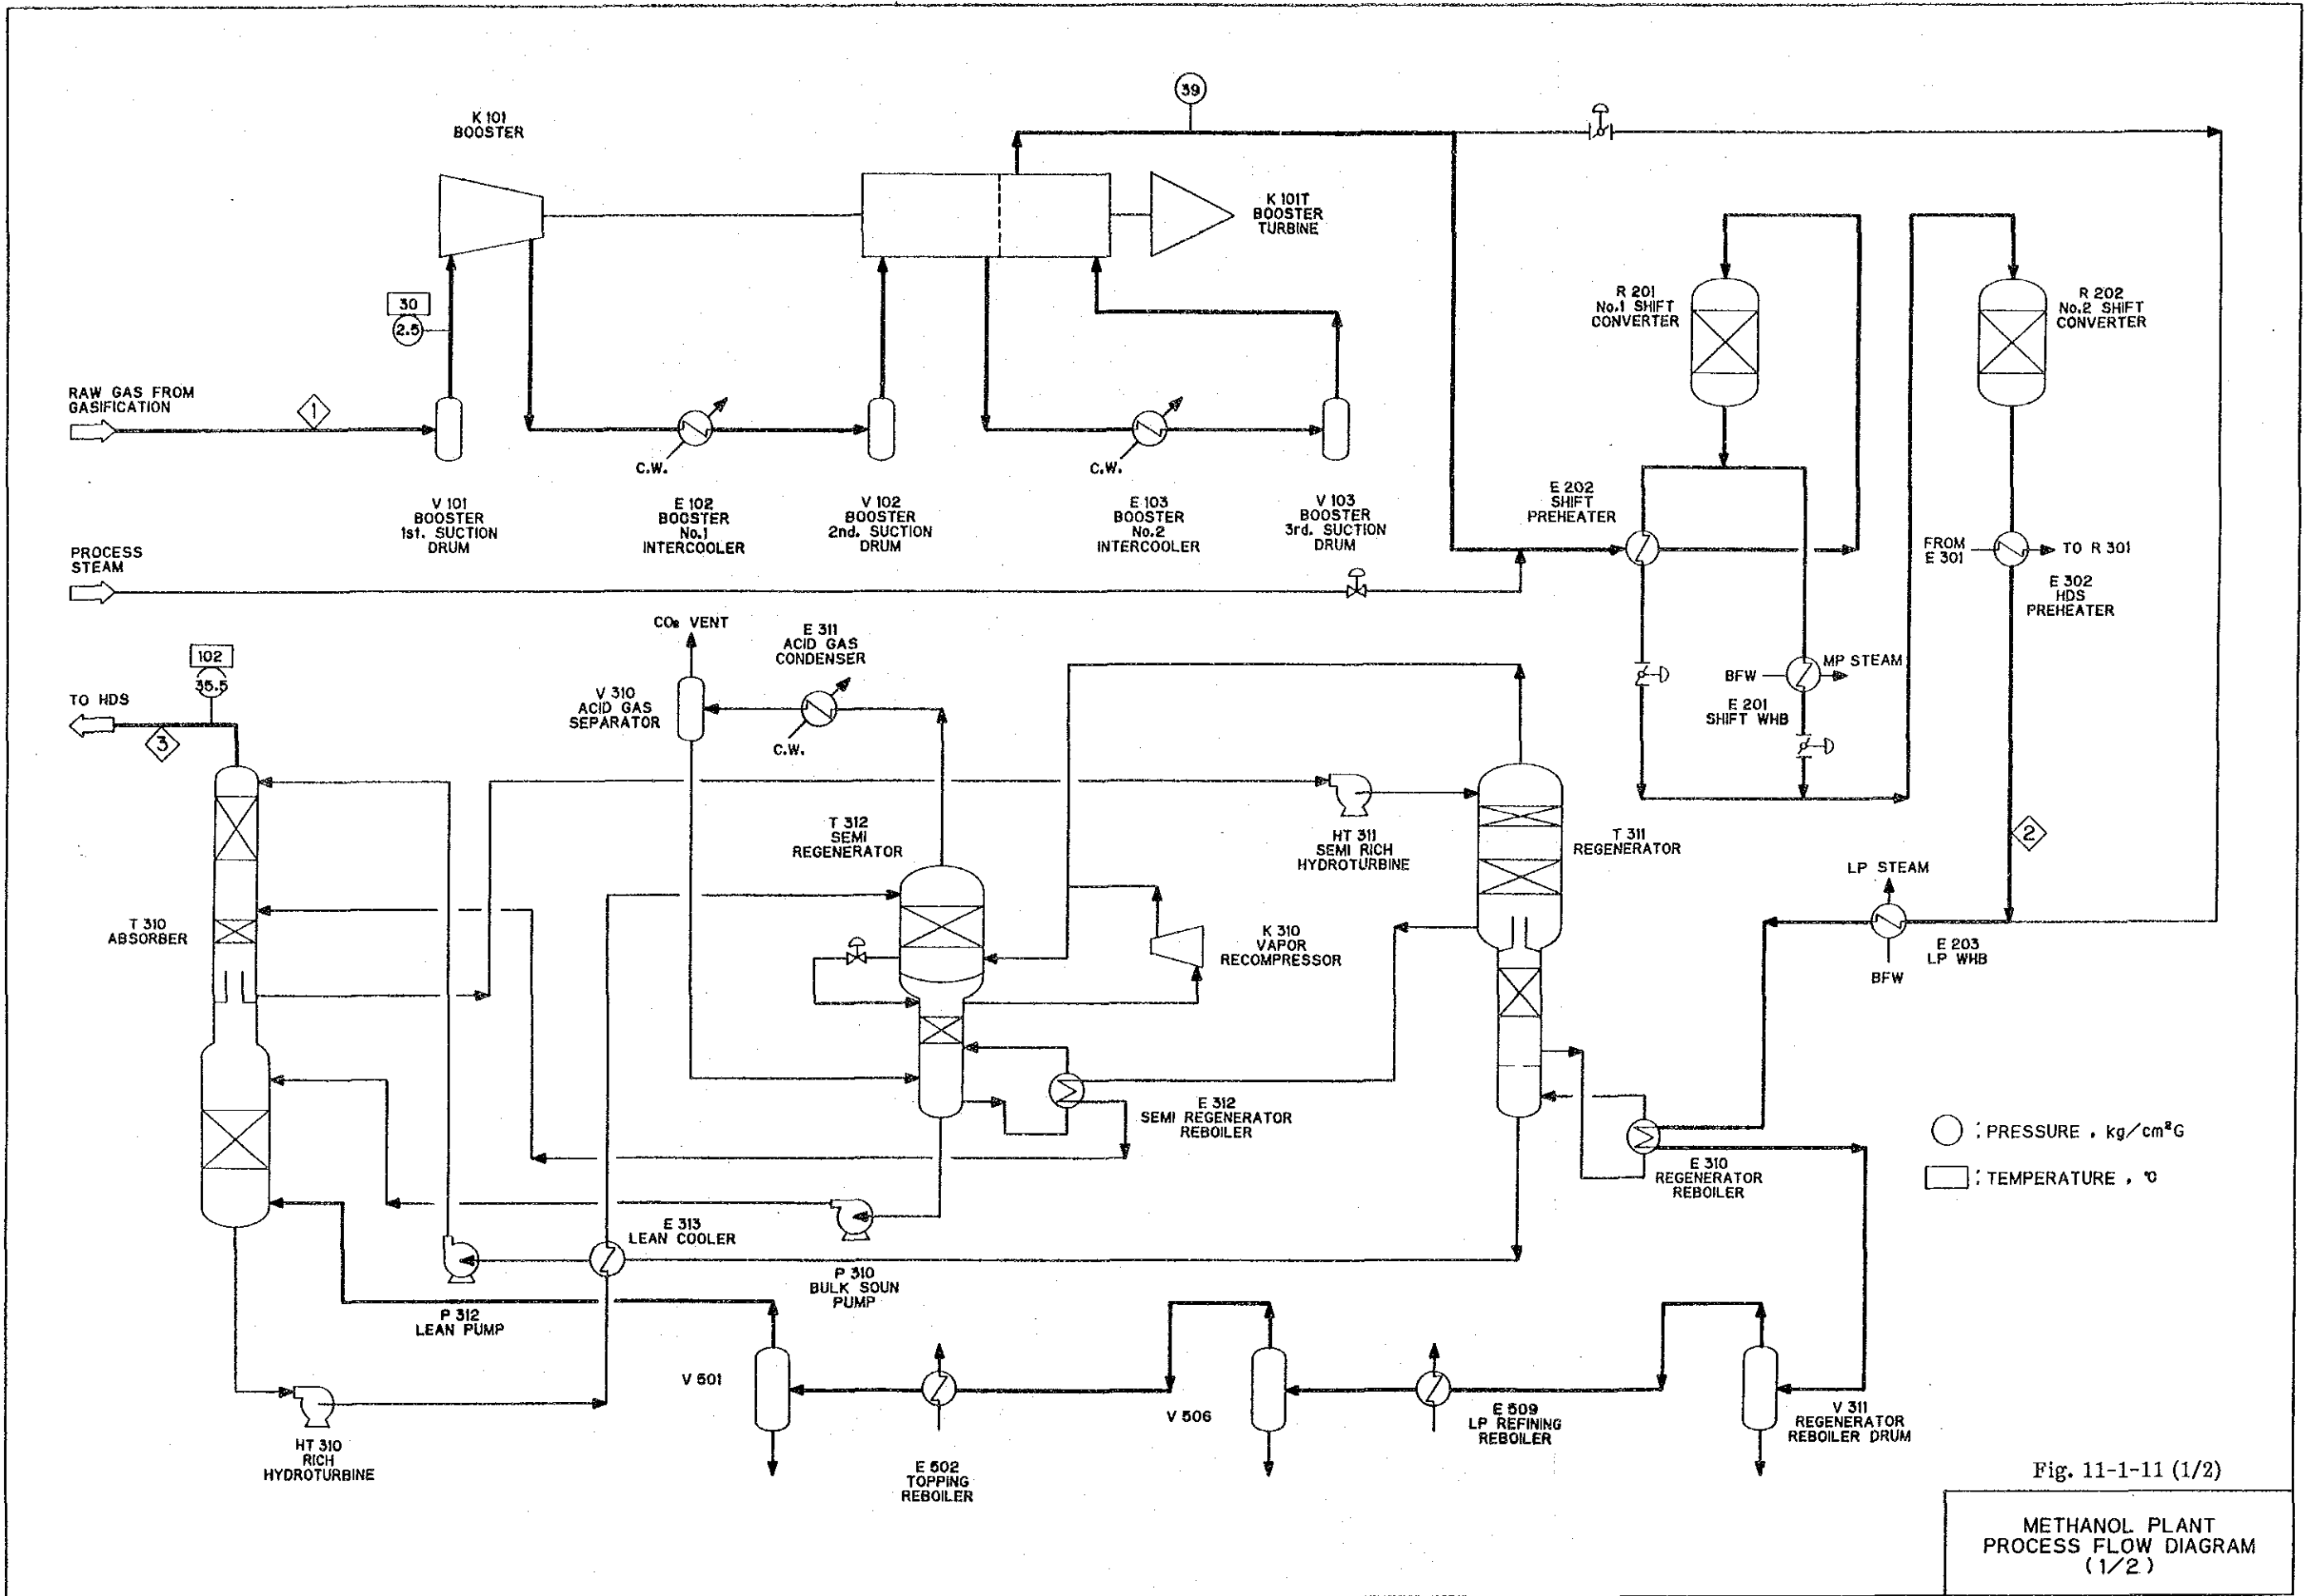 39
K 101
BOOSTER
K 101T
BOOSTER
TURBINE
30
2.5
R 201
No.1 SHIFT
CONVERTER
R 202
No.2 SHIFT
CONVERTER
RAW GAS FROM
GASIFICATION
1
C.W.
C.W.
V 101
BOOSTER
1st. SUCTION
DRUM
E 102
BOOSTER
No.1
INTERCOOLER
V 102
BOOSTER
2nd. SUCTION
DRUM
E 103
BOOSTER
No.2
INTERCOOLER
V 103
BOOSTER
3rd. SUCTION
DRUM
E 202
SHIFT
PREHEATER
FROM
E 301
TO R 301
E 302
HDS
PREHEATER
PROCESS
STEAM
CO₂ VENT
E 311
ACID GAS
CONDENSER
102
35.5
TO HDS
3
V 310
ACID GAS
SEPARATOR
C.W.
BFW
MP STEAM
E 201
SHIFT WHB
T 312
SEMI
REGENERATOR
HT 311
SEMI RICH
HYDROTURBINE
T 311
REGENERATOR
2
LP STEAM
T 310
ABSORBER
K 310
VAPOR
RECOMPRESSOR
E 203
LP WHB
BFW
E 312
SEMI REGENERATOR
REBOILER
E 310
REGENERATOR
REBOILER
: PRESSURE , kg/cm²G
: TEMPERATURE , ℃
E 313
LEAN COOLER
P 310
BULK SOUN
PUMP
P 312
LEAN PUMP
V 501
V 506
HT 310
RICH
HYDROTURBINE
E 502
TOPPING
REBOILER
E 509
LP REFINING
REBOILER
V 311
REGENERATOR
REBOILER DRUM
Fig. 11-1-11 (1/2)
METHANOL PLANT
PROCESS FLOW DIAGRAM
(1/2)